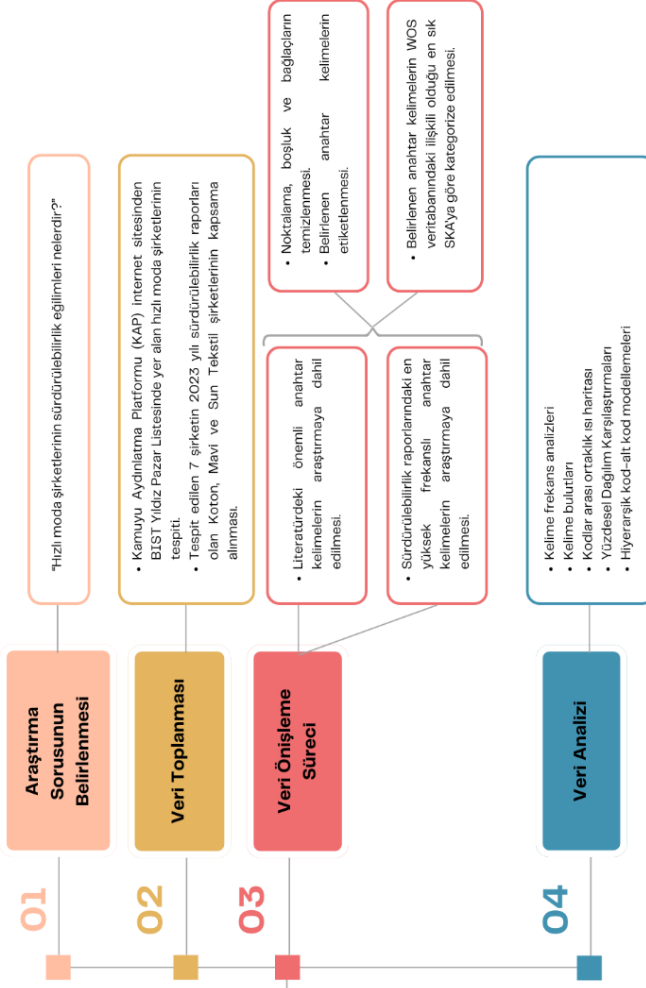 01
Araştırma
Sorusunun
Belirlenmesi
"Hızlı moda şirketlerinin sürdürülebilirlik eğilimleri nelerdir?"
02
Veri Toplanması
• Kamuyu Aydınlatma Platformu (KAP) internet sitesinden
BIST Yıldız Pazar Listesinde yer alan hızlı moda şirketlerinin
tespiti.
• Tespit edilen 7 şirketin 2023 yılı sürdürülebilirlik raporları
olan Koton, Mavi ve Sun Tekstil şirketlerinin kapsama
alınması.
03
Veri Önişleme
Süreci
• Literatürdeki önemli anahtar
kelimelerin araştırmaya dahil
edilmesi.
• Sürdürülebilirlik raporlarındaki en
yüksek frekanslı anahtar
kelimelerin araştırmaya dahil
edilmesi.
• Noktalama, boşluk ve bağlaçların
temizlenmesi.
• Belirlenen anahtar kelimelerin
etiketlenmesi.
• Belirlenen anahtar kelimelerin WOS
veritabanındaki ilişkili olduğu en sık
SKA'ya göre kategorize edilmesi.
04
Veri Analizi
• Kelime frekans analizleri
• Kelime bulutları
• Kodlar arası ortaklık ısı haritası
• Yüzdesel Dağılım Karşılaştırmaları
• Hiyerarşik kod-alt kod modellemeleri